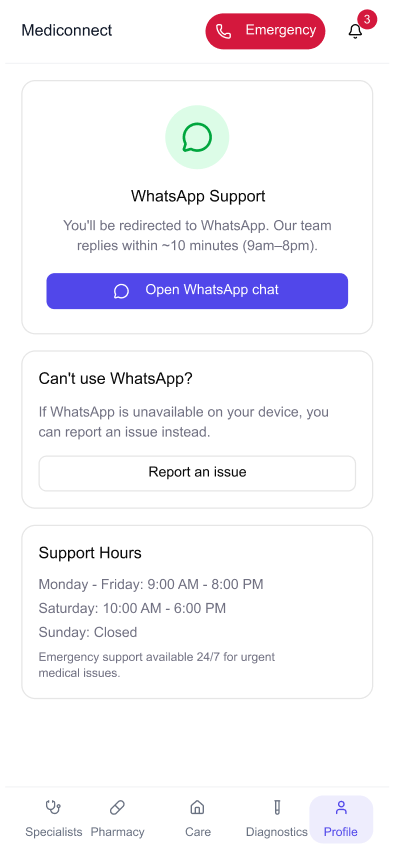 Mediconnect
Emergency
3
WhatsApp Support
You'll be redirected to WhatsApp. Our team
replies within ~10 minutes (9am–8pm).
Open WhatsApp chat
Can't use WhatsApp?
If WhatsApp is unavailable on your device, you
can report an issue instead.
Report an issue
Support Hours
Monday - Friday: 9:00 AM - 8:00 PM
Saturday: 10:00 AM - 6:00 PM
Sunday: Closed
Emergency support available 24/7 for urgent
medical issues.
Specialists Pharmacy Care Diagnostics Profile